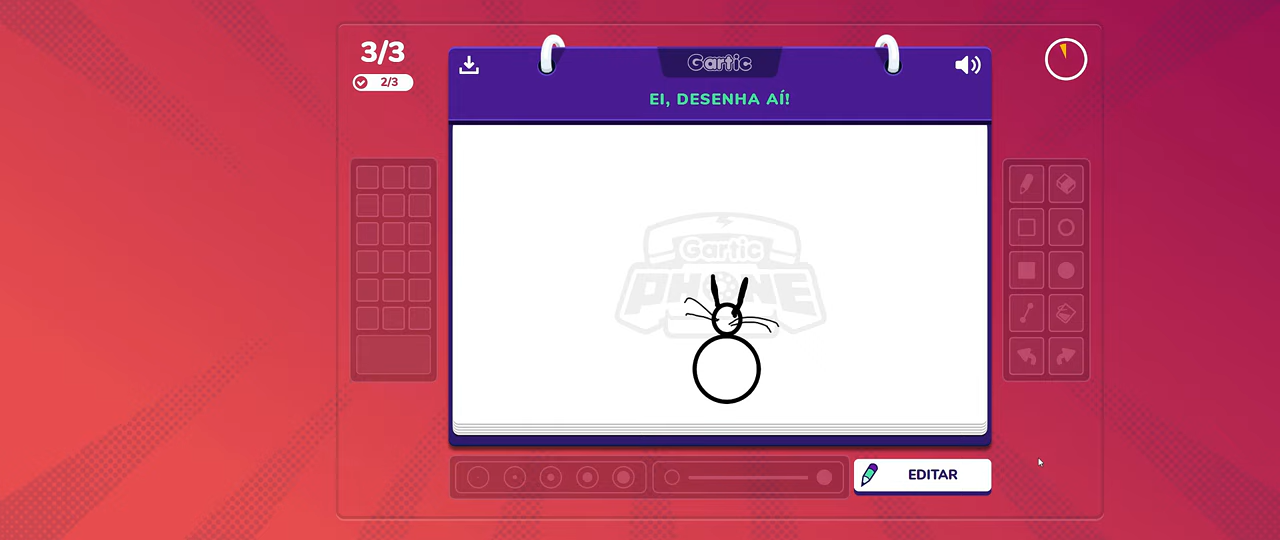 3/3
2/3
Gartic
EI, DESENHA AÍ!
Gartic
PHONE
EDITAR